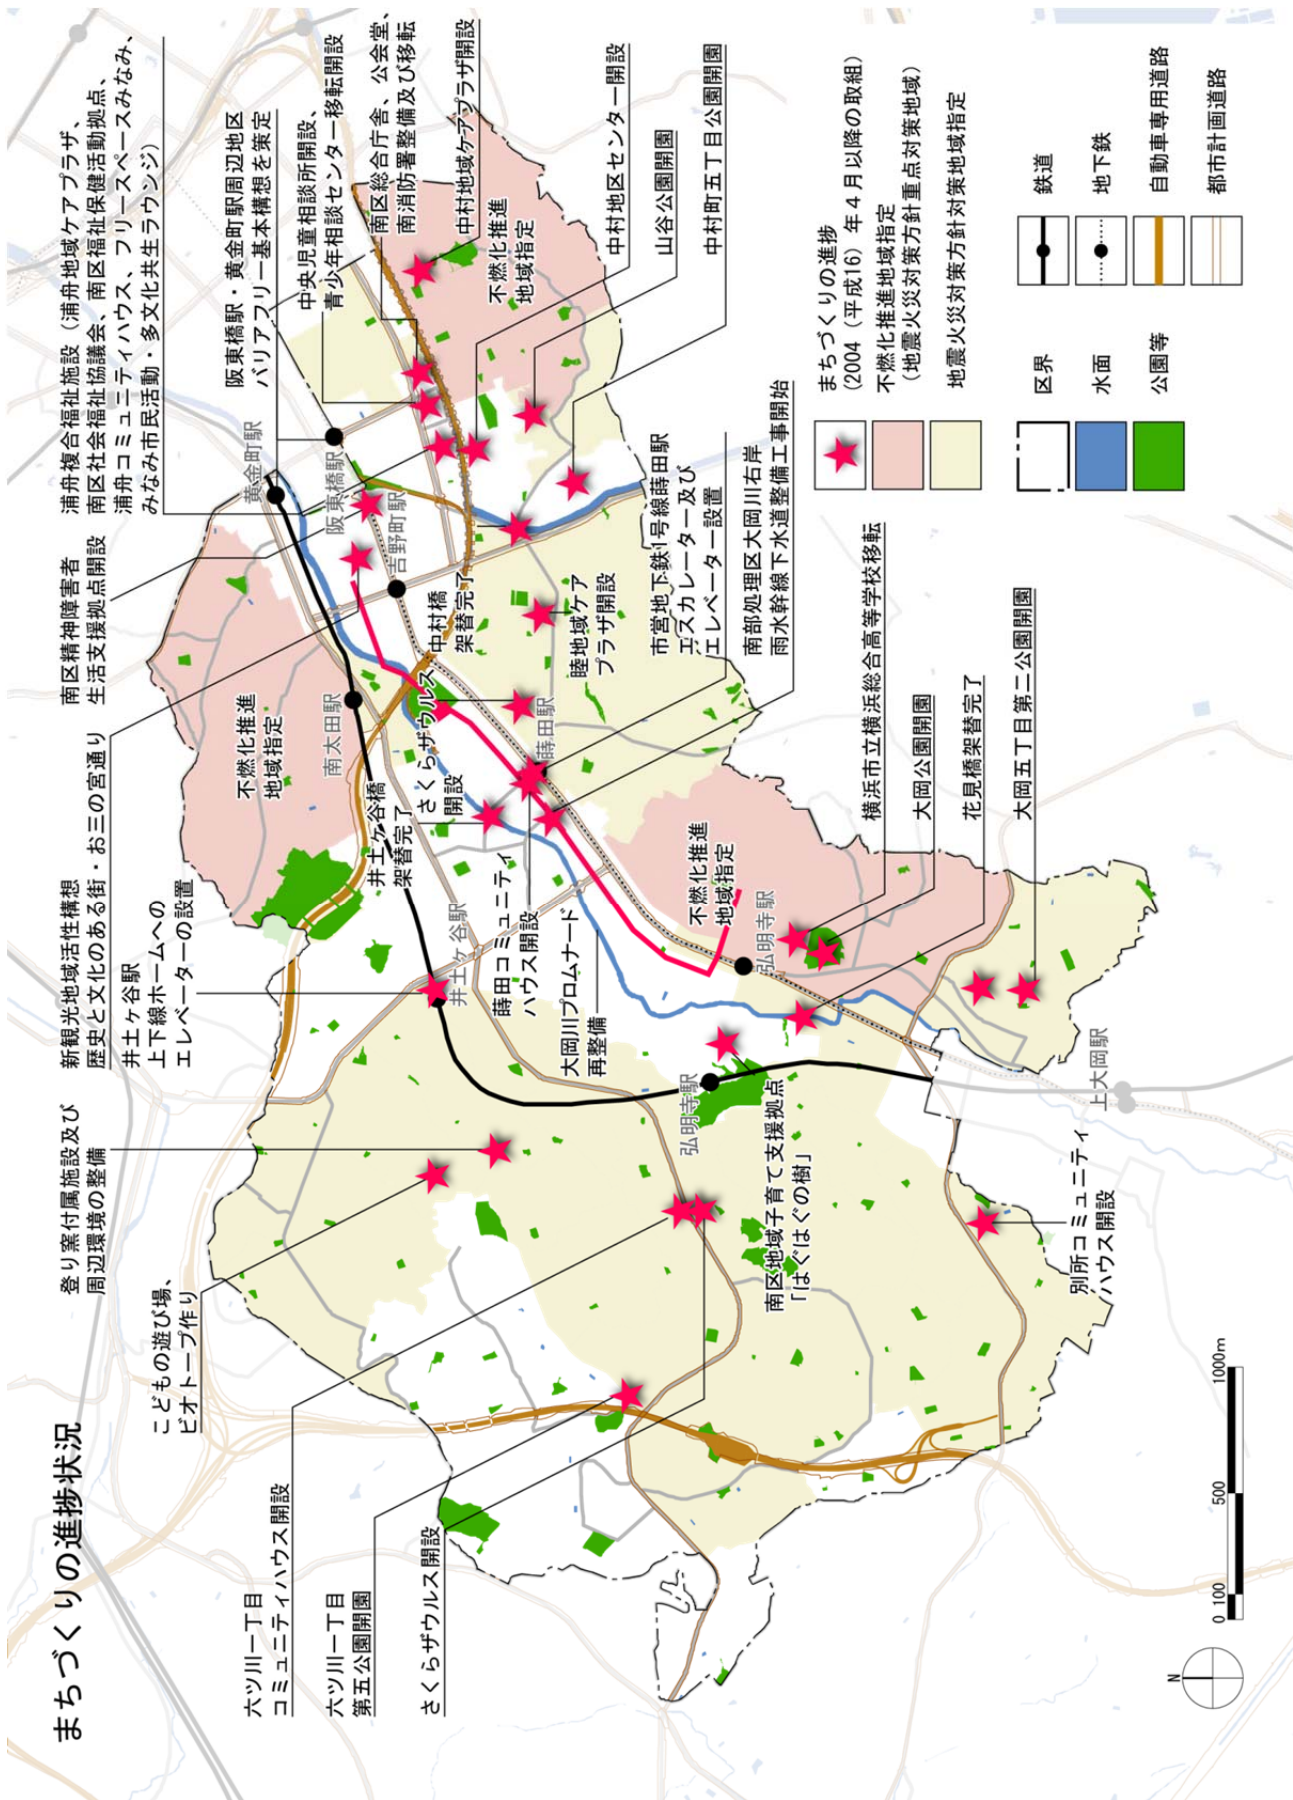 まちづくりの進捗状況
浦舟複合福祉施設（浦舟地域ケアプラザ、
南区社会福祉協議会、南区福祉保健活動拠点、
浦舟コミュニティハウス、フリースペースみなみ、
みなみ市民活動・多文化共生ラウンジ）
阪東橋駅・黄金町駅周辺地区
バリアフリー基本構想を策定
中央児童相談所開設、
青少年相談センター移転開設
南区総合庁舎、公会堂、
南消防署整備及び移転
中村地域ケアプラザ開設
中村地区センター開設
山谷公園開園
中村町五丁目公園開園
南区精神障害者
生活支援拠点開設
新観光地域活性構想
歴史と文化のある街・お三の宮通り
井土ヶ谷駅
上下線ホームへの
エレベーターの設置
登り窯付属施設及び
周辺環境の整備
こどもの遊び場、
ビオトープ作り
六ツ川一丁目
コミュニティハウス開設
六ツ川一丁目
第五公園開園
さくらザウルス開設
黄金町駅
阪東橋駅
吉野町駅
南太田駅
蒔田駅
井土ヶ谷駅
弘明寺駅
弘明寺駅
上大岡駅
不燃化推進
地域指定
不燃化推進
地域指定
不燃化推進
地域指定
中村橋
架替完了
さくらザウルス
開設
井土ヶ谷橋
架替完了
睦地域ケア
プラザ開設
市営地下鉄1号線蒔田駅
エスカレーター及び
エレベーター設置
南部処理区大岡川右岸
雨水幹線下水道整備工事開始
蒔田コミュニティ
ハウス開設
大岡川プロムナード
再整備
横浜市立横浜総合高等学校移転
大岡公園開園
花見橋架替完了
大岡五丁目第二公園開園
南区地域子育て支援拠点
「はぐはぐの樹」
別所コミュニティ
ハウス開設
まちづくりの進捗
（2004（平成16）年４月以降の取組）
不燃化推進地域指定
（地震火災対策方針重点対策地域）
地震火災対策方針対策地域指定
区界
水面
公園等
鉄道
地下鉄
自動車専用道路
都市計画道路
N
0 100 500 1000m